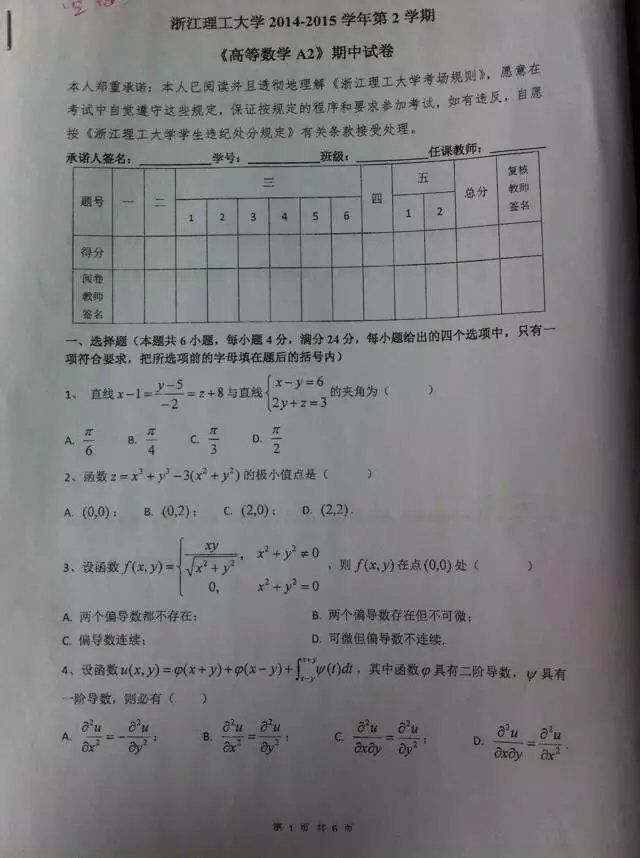 浙江理工大学 2014-2015 学年第 2 学期
《高等数学 A2》期中试卷
本人郑重承诺：本人已阅读并且透彻地理解《浙江理工大学考场规则》，愿意在
考试中自觉遵守这些规定，保证按规定的程序和要求参加考试，如有违反，自愿
按《浙江理工大学学生违纪处分规定》有关条款接受处理。
承诺人签名：________ 学号：________ 班级：________ 任课教师：________
题号 一 二 三 四 五 总分 复核教师签名
1 2 3 4 5 6 1 2
得分
阅卷教师签名
一、选择题（本题共 6 小题，每小题 4 分，满分 24 分，每小题给出的四个选项中，只有一
项符合要求，把所选项前的字母填在题后的括号内）
1、 直线 x−1=(y−5)/(−2)=z+8 与直线 {x−y=6, 2y+z=3 的夹角为（ ）
A. π/6 B. π/4 C. π/3 D. π/2
2、函数 z=x³+y³−3(x²+y²) 的极小值点是（ ）
A. (0,0)； B. (0,2)； C. (2,0)； D. (2,2).
3、设函数 f(x,y)={xy/√(x²+y²), x²+y²≠0; 0, x²+y²=0 ，则 f(x,y) 在点 (0,0) 处（ ）
A. 两个偏导数都不存在； B. 两个偏导数存在但不可微；
C. 偏导数连续； D. 可微但偏导数不连续.
4、设函数 u(x,y)=φ(x+y)+φ(x−y)+∫_{x−y}^{x+y}ψ(t)dt，其中函数 φ 具有二阶导数，ψ 具有
一阶导数，则必有（ ）
A. ∂²u/∂x²=−∂²u/∂y²； B. ∂²u/∂x²=∂²u/∂y²； C. ∂²u/∂x∂y=∂²u/∂y²； D. ∂²u/∂x∂y=∂²u/∂x².
第 1 页 共 6 页